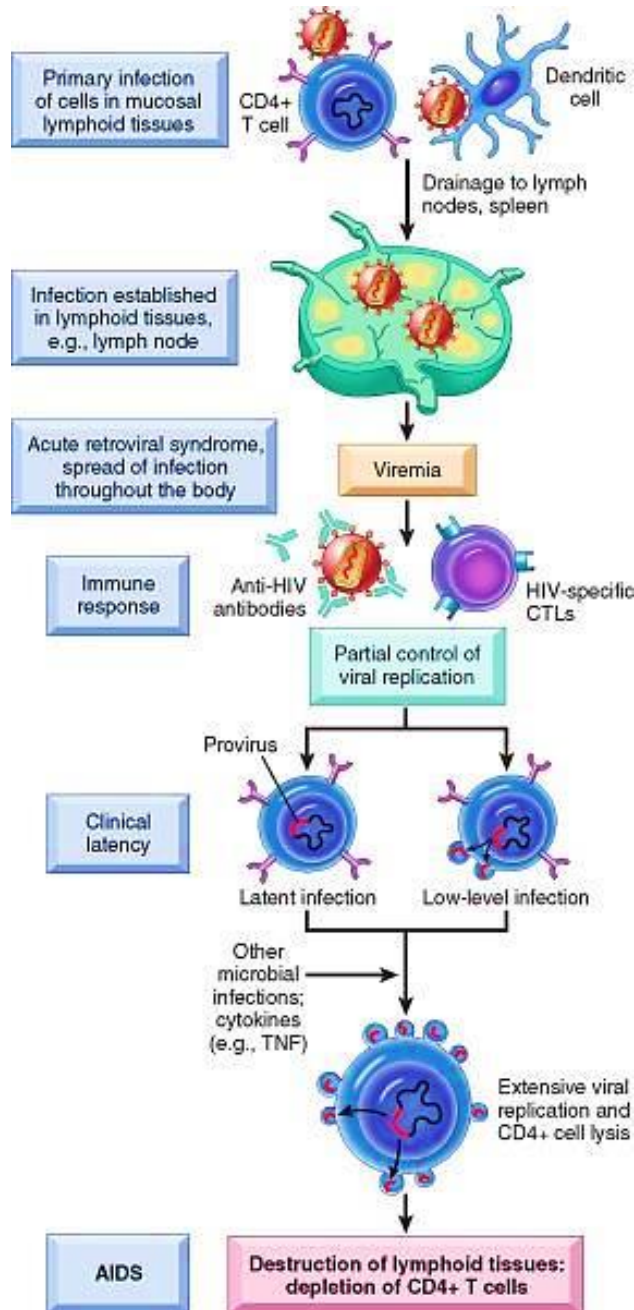 Primary infection
of cells in mucosal
lymphoid tissues
CD4+
T cell
Dendritic
cell
Drainage to lymph
nodes, spleen
Infection established
in lymphoid tissues,
e.g., lymph node
Acute retroviral syndrome,
spread of infection
throughout the body
Viremia
Immune
response
Anti-HIV
antibodies
HIV-specific
CTLs
Partial control of
viral replication
Provirus
Clinical
latency
Latent infection
Low-level infection
Other
microbial
infections;
cytokines
(e.g., TNF)
Extensive viral
replication and
CD4+ cell lysis
AIDS
Destruction of lymphoid tissues:
depletion of CD4+ T cells